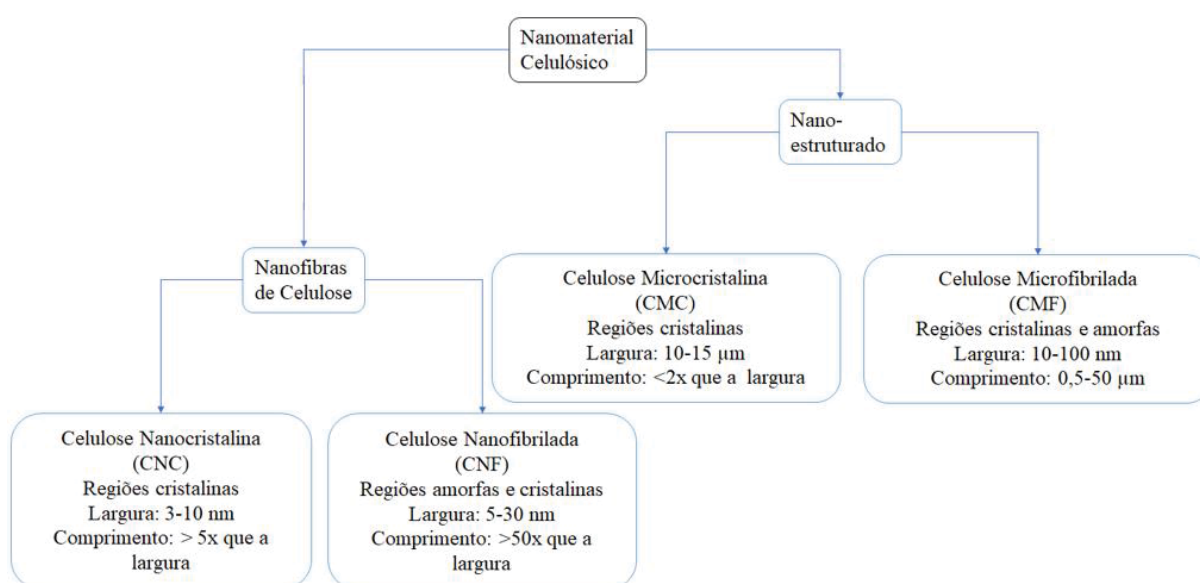 Nanomaterial
Celulósico
Nano-
estruturado
Nanofibras
de Celulose
Celulose Microcristalina
(CMC)
Regiões cristalinas
Largura: 10-15 µm
Comprimento: <2x que a largura
Celulose Microfibrilada
(CMF)
Regiões cristalinas e amorfas
Largura: 10-100 nm
Comprimento: 0,5-50 µm
Celulose Nanocristalina
(CNC)
Regiões cristalinas
Largura: 3-10 nm
Comprimento: > 5x que a
largura
Celulose Nanofibrilada
(CNF)
Regiões amorfas e cristalinas
Largura: 5-30 nm
Comprimento: >50x que a
largura